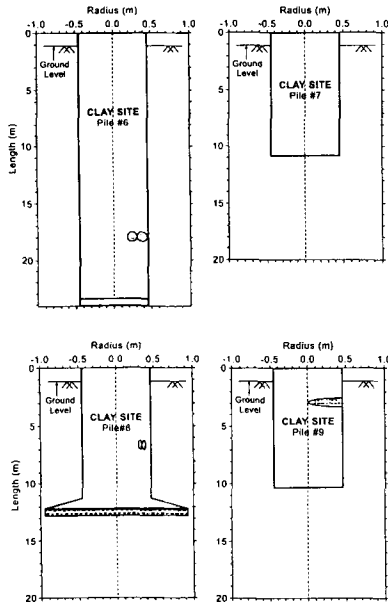 Radius (m)
-1.0 -0.5 0.0 0.5 1.0
0
5
10
15
20
Length (m)
Ground
Level
CLAY SITE
Pile #6
Radius (m)
-1.0 -0.5 0.0 0.5 1.0
0
5
10
15
20
Ground
Level
CLAY SITE
Pile #7
Radius (m)
-1.0 -0.5 0.0 0.5 1.0
0
5
10
15
20
Length (m)
Ground
Level
CLAY SITE
Pile#8
Radius (m)
-1.0 -0.5 0.0 0.5 1.0
0
5
10
15
20
Ground
Level
CLAY SITE
Pile #9